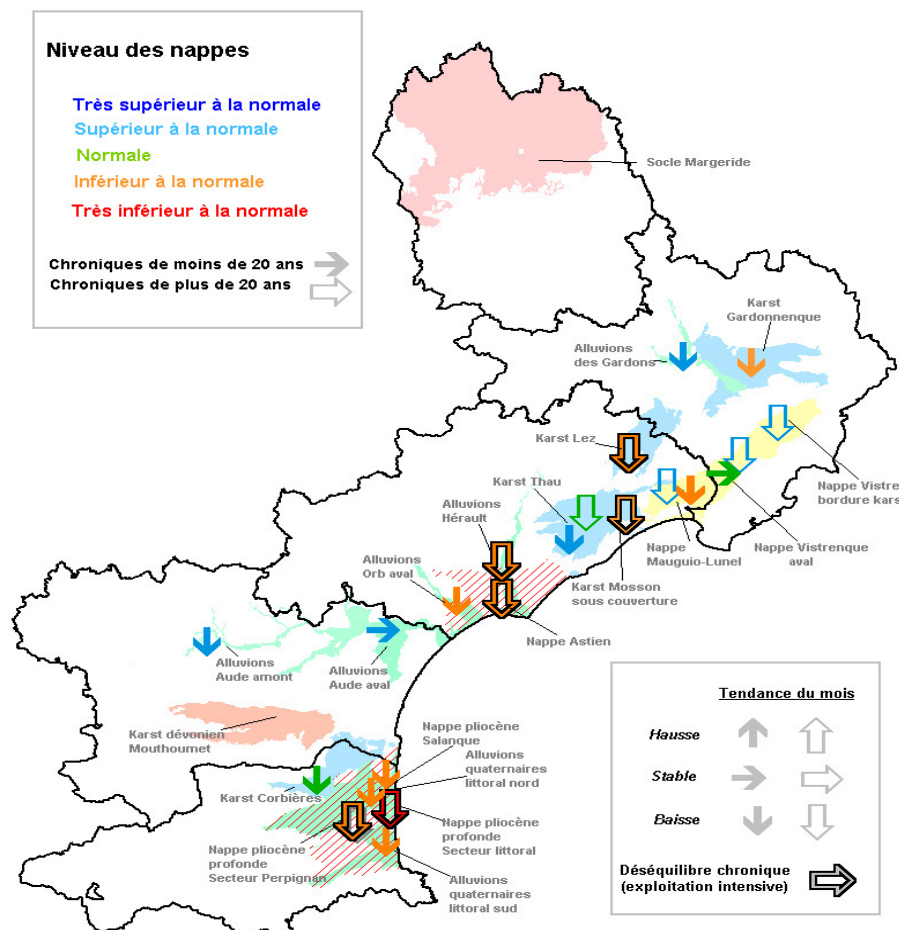 Niveau des nappes
Très supérieur à la normale
Supérieur à la normale
Normale
Inférieur à la normale
Très inférieur à la normale
Chroniques de moins de 20 ans
Chroniques de plus de 20 ans
Socle Margeride
Karst
Gardonnenque
Alluvions
des Gardons
Karst Lez
Karst Thau
Nappe Vistre
bordure kars
Alluvions
Hérault
Nappe
Mauguio-Lunel
Nappe Vistrenque
aval
Alluvions
Orb aval
Karst Mosson
sous couverture
Nappe Astien
Alluvions
Aude amont
Alluvions
Aude aval
Karst dévonien
Mouthoumet
Nappe pliocène
Salanque
Alluvions
quaternaires
littoral nord
Karst Corbières
Nappe pliocène
profonde
Secteur littoral
Nappe pliocène
profonde
Secteur Perpignan
Alluvions
quaternaires
littoral sud
Tendance du mois
Hausse
Stable
Baisse
Déséquilibre chronique
(exploitation intensive)